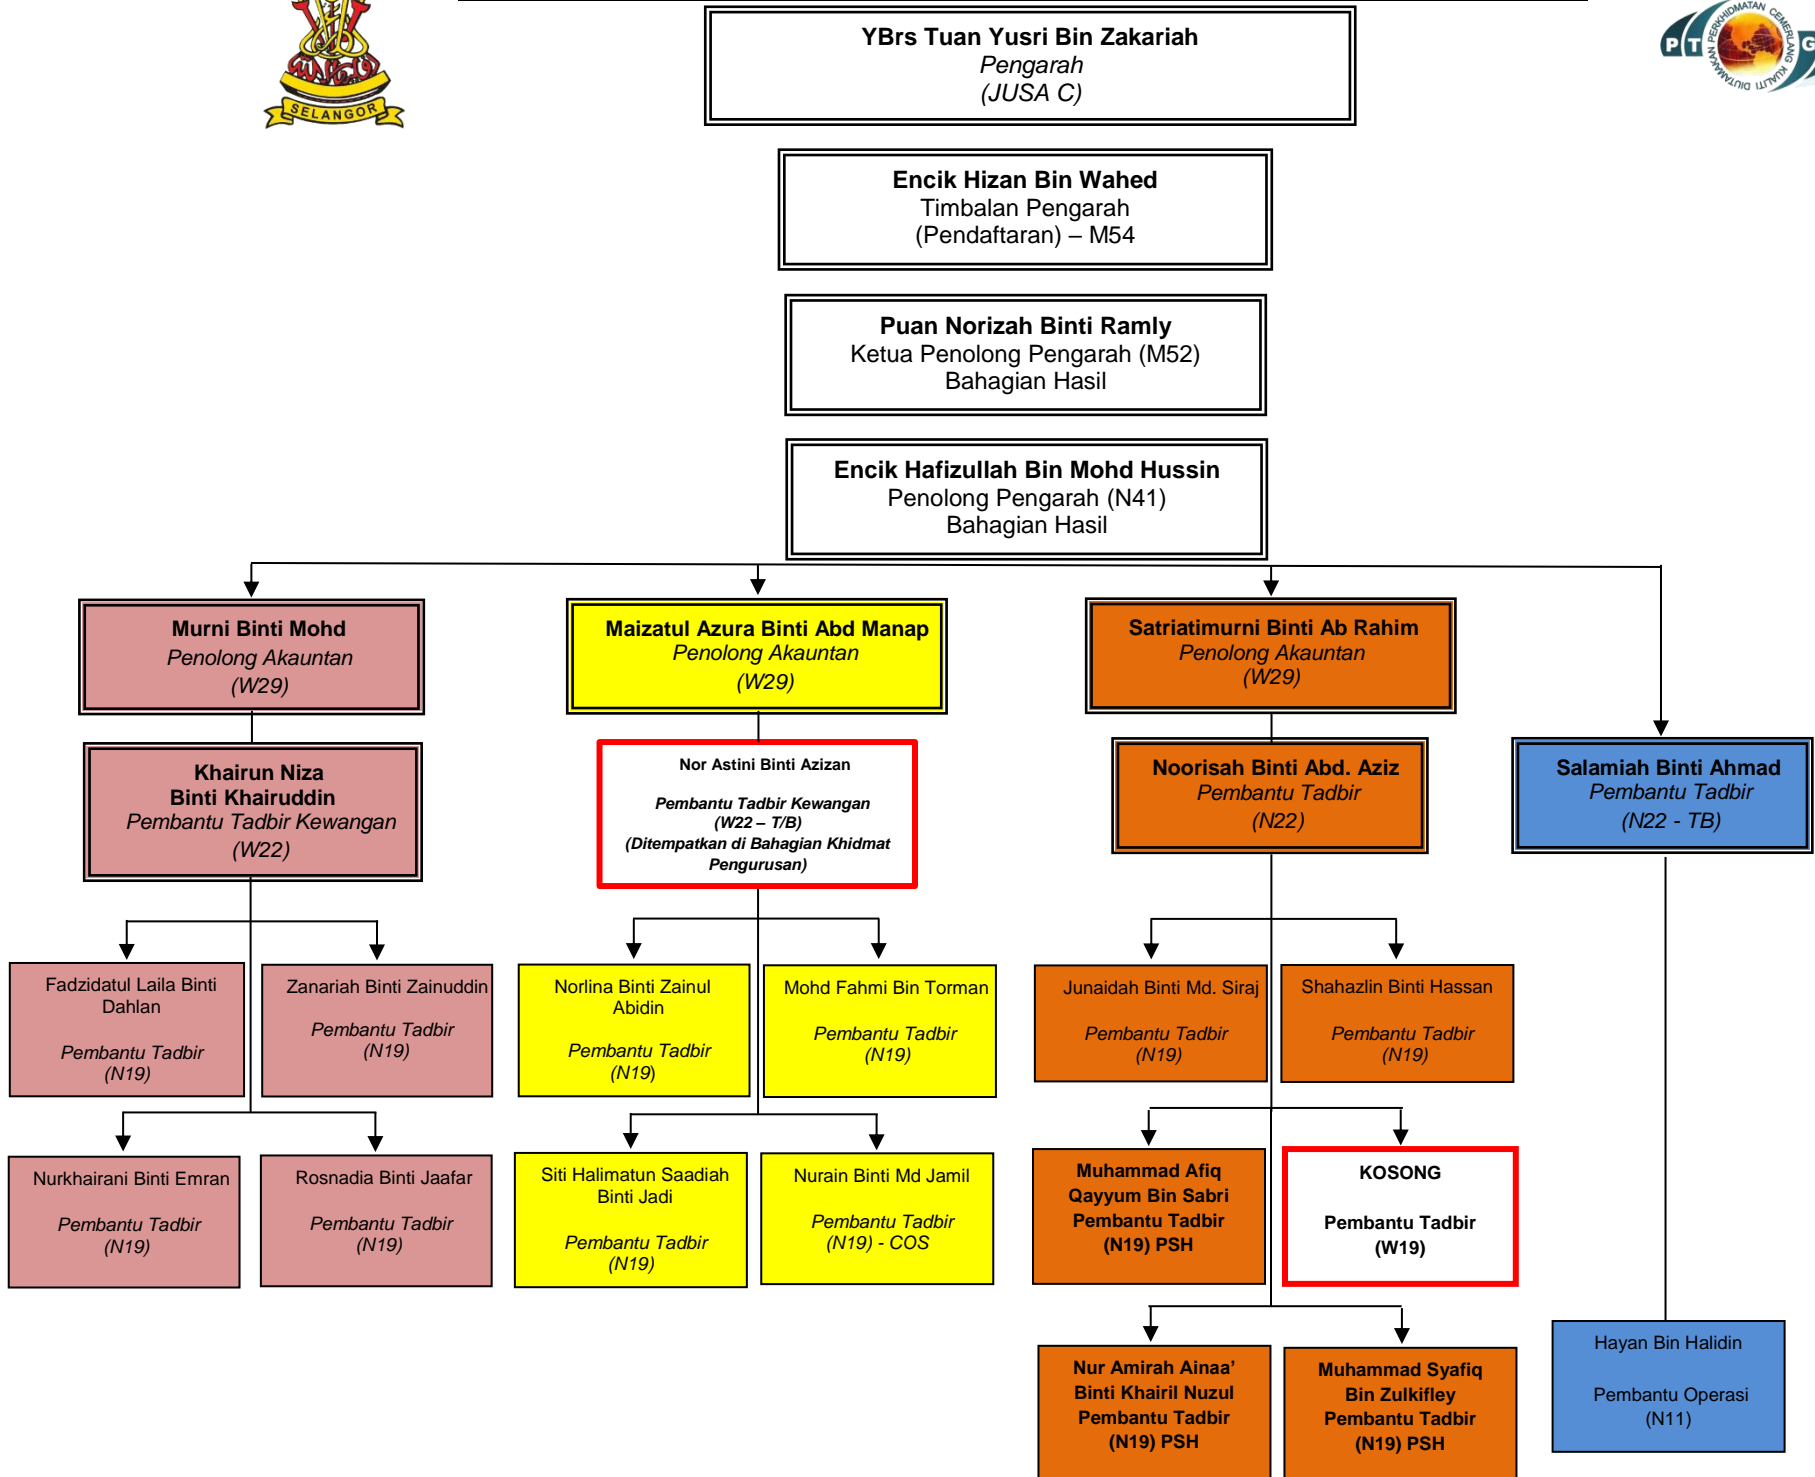 SELANGOR
PERKHIDMATAN CEMERLANG KUALITI DIUTAMAKAN
P T G
YBrs Tuan Yusri Bin Zakariah
Pengarah
(JUSA C)
Encik Hizan Bin Wahed
Timbalan Pengarah
(Pendaftaran) – M54
Puan Norizah Binti Ramly
Ketua Penolong Pengarah (M52)
Bahagian Hasil
Encik Hafizullah Bin Mohd Hussin
Penolong Pengarah (N41)
Bahagian Hasil
Murni Binti Mohd
Penolong Akauntan
(W29)
Maizatul Azura Binti Abd Manap
Penolong Akauntan
(W29)
Satriatimurni Binti Ab Rahim
Penolong Akauntan
(W29)
Khairun Niza
Binti Khairuddin
Pembantu Tadbir Kewangan
(W22)
Nor Astini Binti Azizan
Pembantu Tadbir Kewangan
(W22 – T/B)
(Ditempatkan di Bahagian Khidmat
Pengurusan)
Noorisah Binti Abd. Aziz
Pembantu Tadbir
(N22)
Salamiah Binti Ahmad
Pembantu Tadbir
(N22 - TB)
Fadzidatul Laila Binti
Dahlan
Pembantu Tadbir
(N19)
Zanariah Binti Zainuddin
Pembantu Tadbir
(N19)
Norlina Binti Zainul
Abidin
Pembantu Tadbir
(N19)
Mohd Fahmi Bin Torman
Pembantu Tadbir
(N19)
Junaidah Binti Md. Siraj
Pembantu Tadbir
(N19)
Shahazlin Binti Hassan
Pembantu Tadbir
(N19)
Nurkhairani Binti Emran
Pembantu Tadbir
(N19)
Rosnadia Binti Jaafar
Pembantu Tadbir
(N19)
Siti Halimatun Saadiah
Binti Jadi
Pembantu Tadbir
(N19)
Nurain Binti Md Jamil
Pembantu Tadbir
(N19) - COS
Muhammad Afiq
Qayyum Bin Sabri
Pembantu Tadbir
(N19) PSH
KOSONG
Pembantu Tadbir
(W19)
Nur Amirah Ainaa’
Binti Khairil Nuzul
Pembantu Tadbir
(N19) PSH
Muhammad Syafiq
Bin Zulkifley
Pembantu Tadbir
(N19) PSH
Hayan Bin Halidin
Pembantu Operasi
(N11)